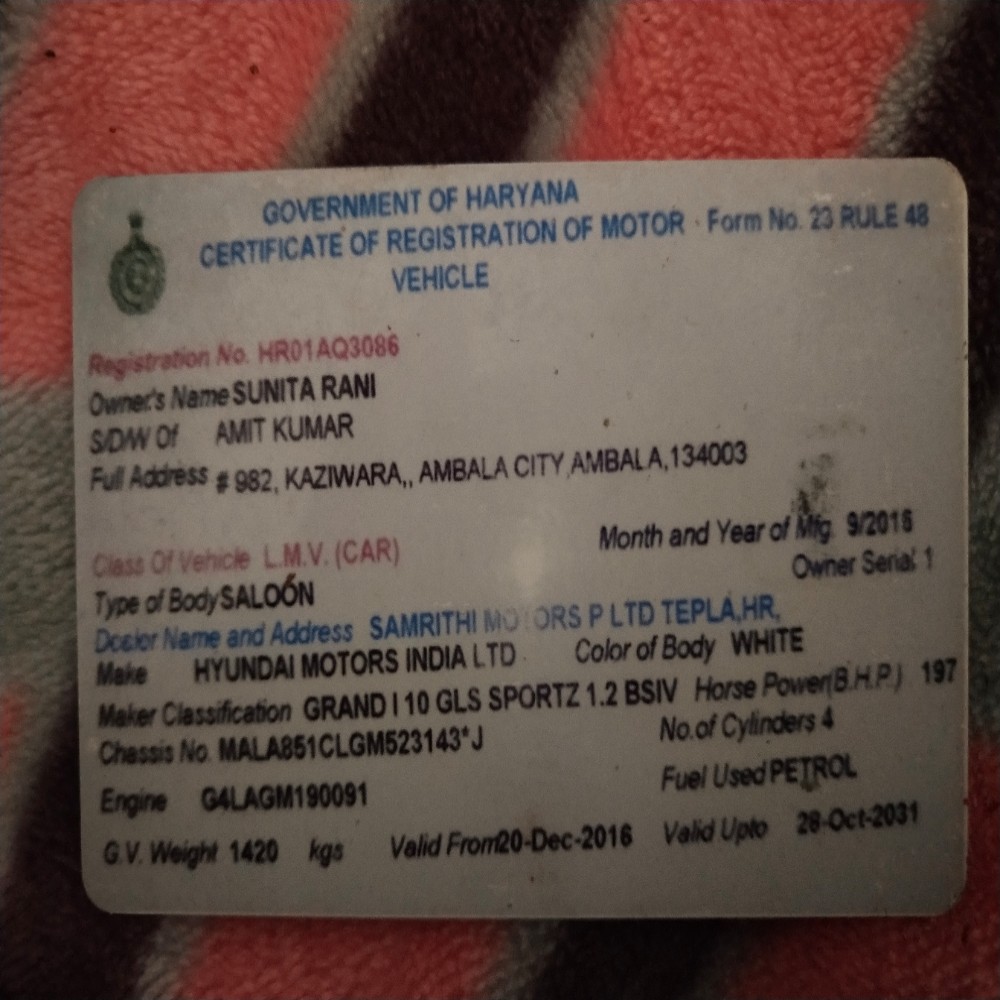 GOVERNMENT OF HARYANA
CERTIFICATE OF REGISTRATION OF MOTOR Form No. 23 RULE 48
VEHICLE
Registration No. HR01AQ3086
Owner's Name SUNITA RANI
S/D/W Of AMIT KUMAR
Full Address # 982, KAZIWARA,, AMBALA CITY,AMBALA,134003
Month and Year of Mfg. 9/2016
Class Of Vehicle L.M.V. (CAR)
Owner Serial 1
Type of Body SALOON
Dealer Name and Address SAMRITHI MOTORS P LTD TEPLA,HR,
Make HYUNDAI MOTORS INDIA LTD Color of Body WHITE
Maker Classification GRAND I 10 GLS SPORTZ 1.2 BSIV Horse Power(B.H.P.) 197
Chassis No. MALA851CLGM523143*J No.of Cylinders 4
Engine G4LAGM190091 Fuel Used PETROL
G.V. Weight 1420 kgs Valid From 20-Dec-2016 Valid Upto 28-Oct-2031